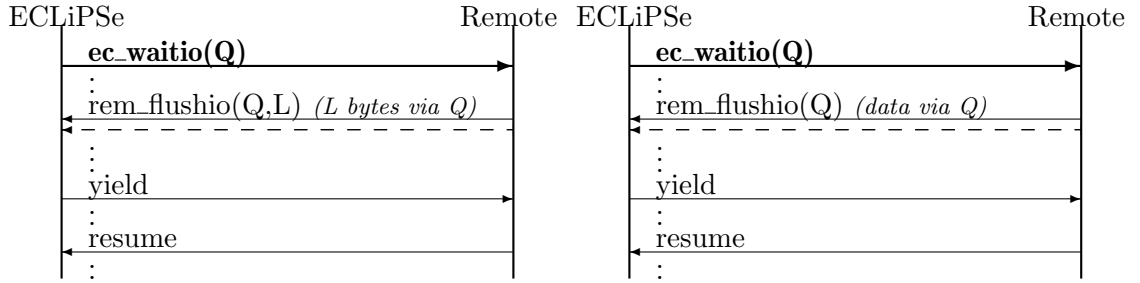 ECLiPSe Remote
ec_waitio(Q)
rem_flushio(Q,L) (L bytes via Q)
yield
resume
ECLiPSe Remote
ec_waitio(Q)
rem_flushio(Q) (data via Q)
yield
resume